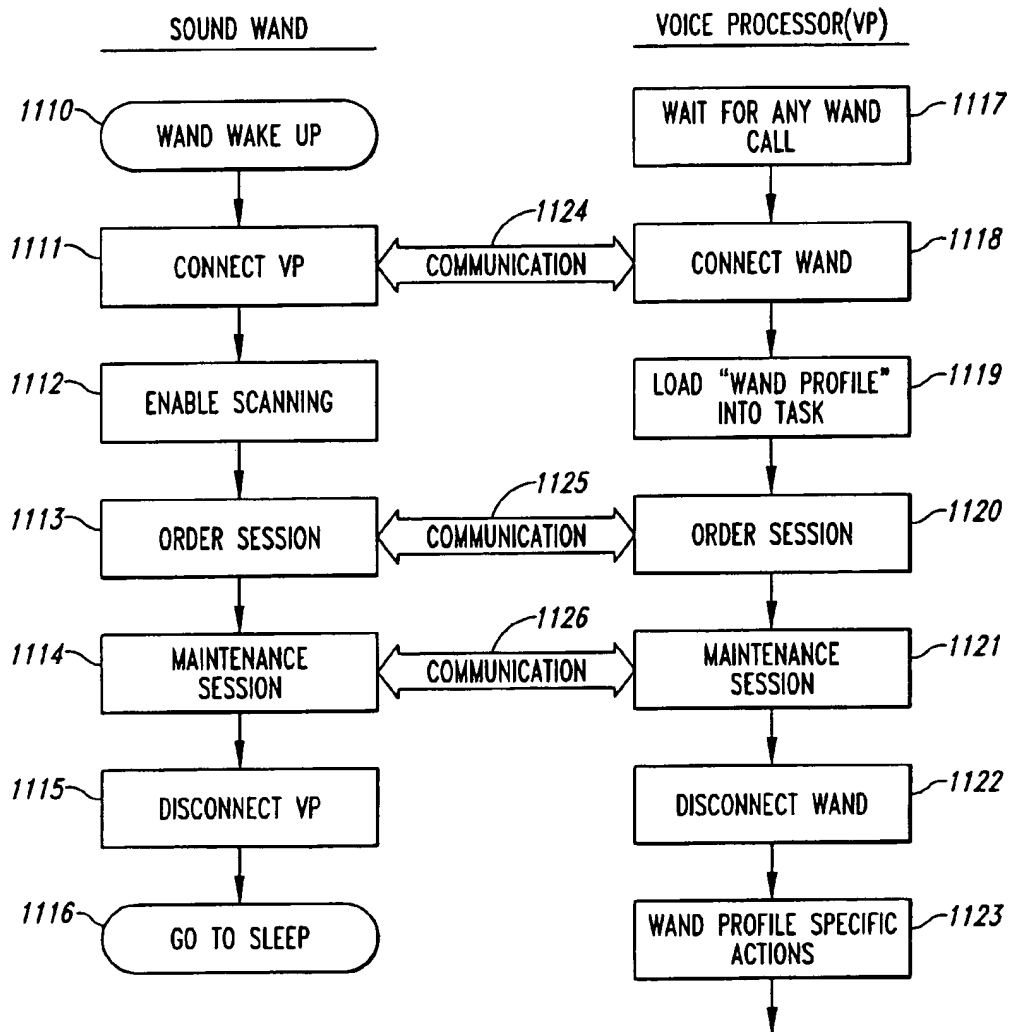 SOUND WAND
VOICE PROCESSOR(VP)
1110
WAND WAKE UP
WAIT FOR ANY WAND
CALL
1117
1111
CONNECT VP
1124
COMMUNICATION
CONNECT WAND
1118
1112
ENABLE SCANNING
LOAD "WAND PROFILE"
INTO TASK
1119
1113
ORDER SESSION
1125
COMMUNICATION
ORDER SESSION
1120
1114
MAINTENANCE
SESSION
1126
COMMUNICATION
MAINTENANCE
SESSION
1121
1115
DISCONNECT VP
DISCONNECT WAND
1122
1116
GO TO SLEEP
WAND PROFILE SPECIFIC
ACTIONS
1123